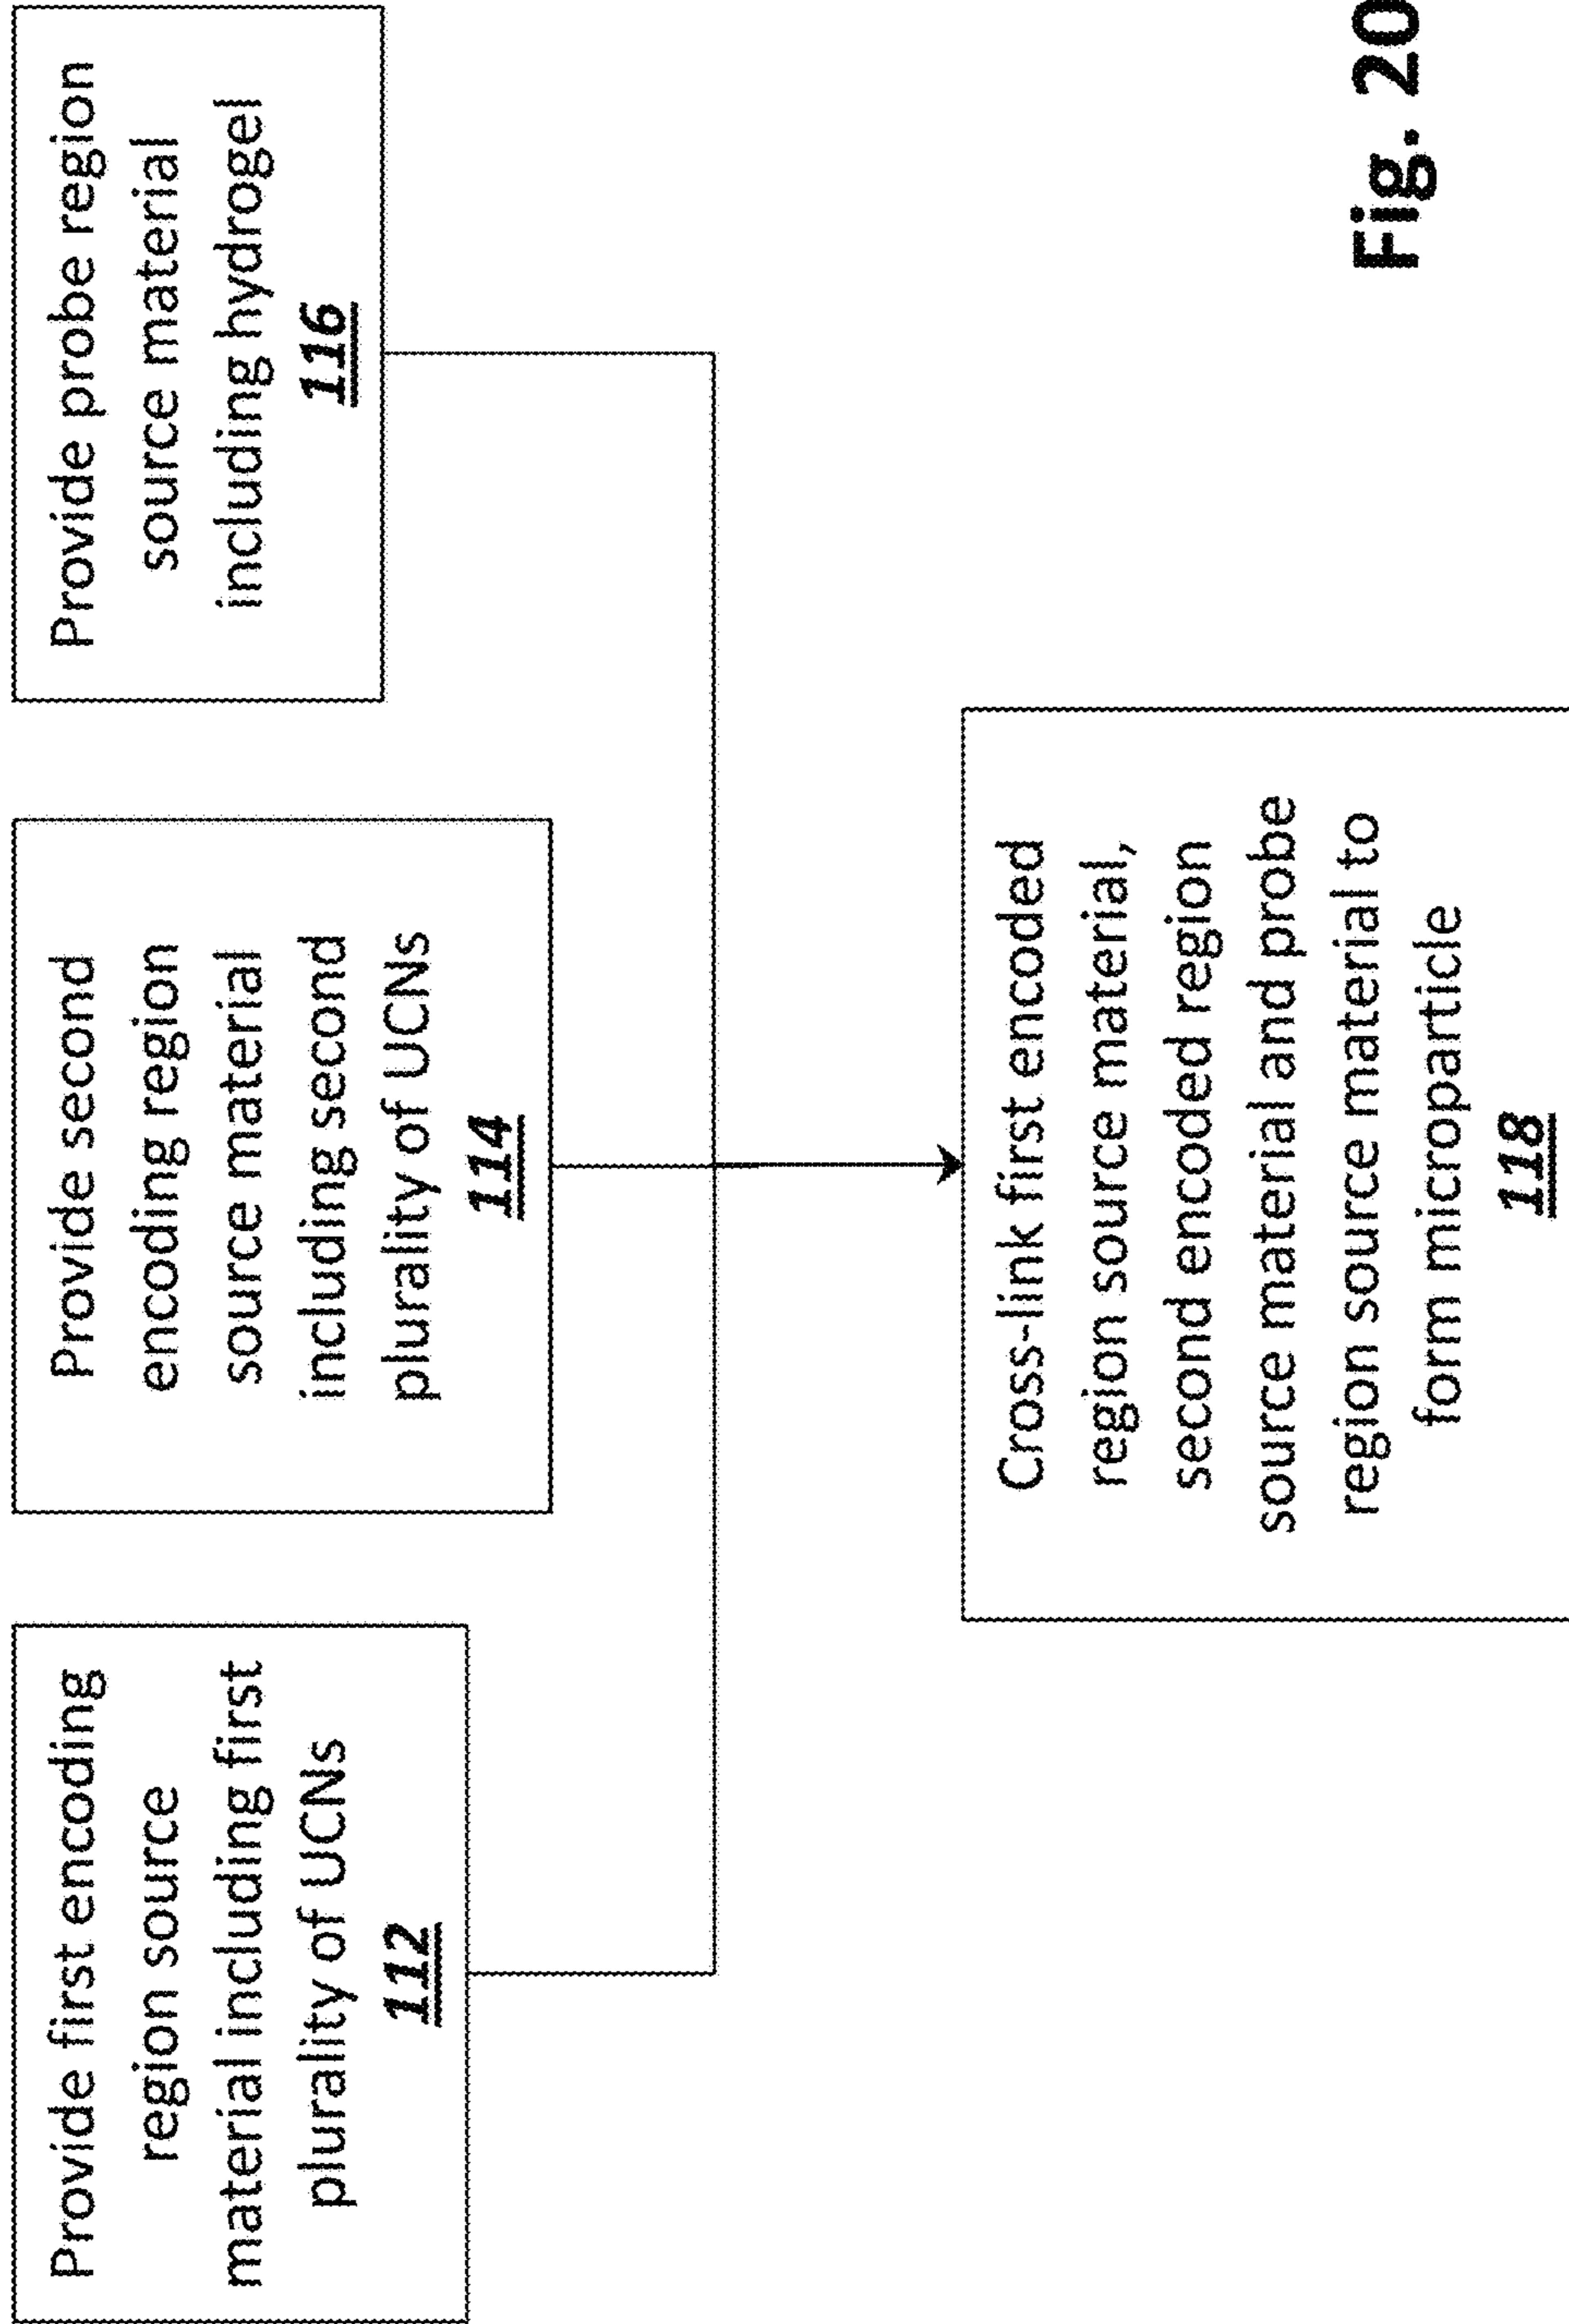 Provide first encoding
region source
material including first
plurality of UCNs
112
Provide second
encoding region
source material
including second
plurality of UCNs
114
Provide probe region
source material
including hydrogel
116
Cross-link first encoded
region source material,
second encoded region
source material and probe
region source material to
form microparticle
118
Fig. 20